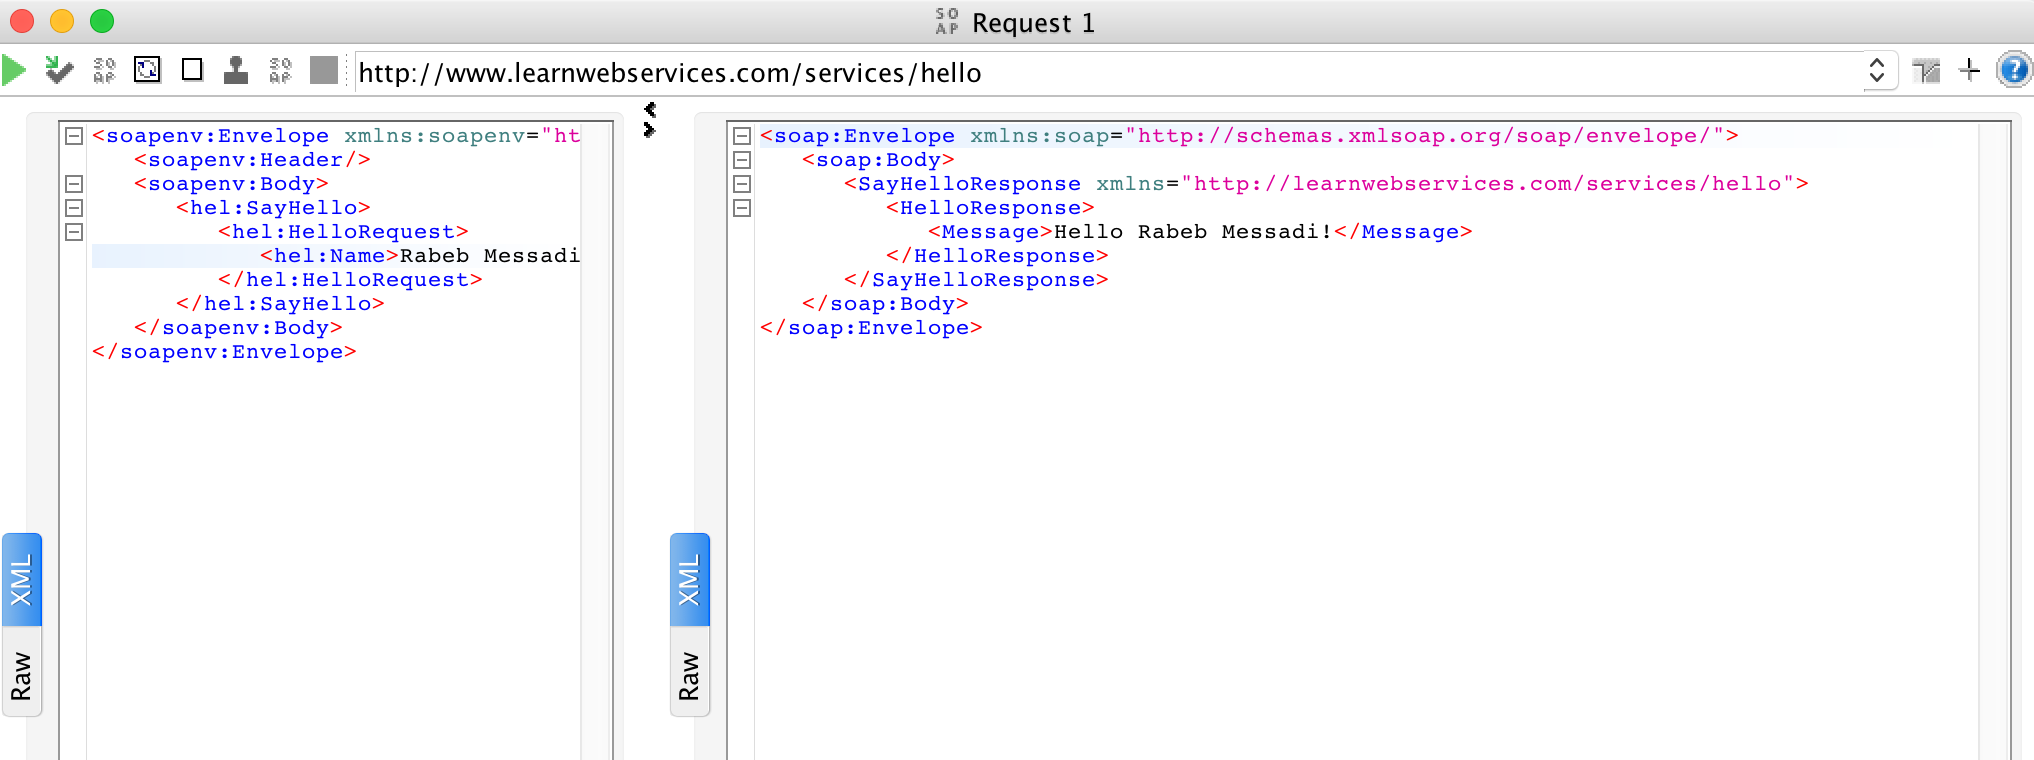 SOAP Request 1
SOAP SOAP http://www.learnwebservices.com/services/hello ?
<soapenv:Envelope xmlns:soapenv="ht
<soapenv:Header/>
<soapenv:Body>
<hel:SayHello>
<hel:HelloRequest>
<hel:Name>Rabeb Messadi
</hel:HelloRequest>
</hel:SayHello>
</soapenv:Body>
</soapenv:Envelope>
XML
Raw
<soap:Envelope xmlns:soap="http://schemas.xmlsoap.org/soap/envelope/">
<soap:Body>
<SayHelloResponse xmlns="http://learnwebservices.com/services/hello">
<HelloResponse>
<Message>Hello Rabeb Messadi!</Message>
</HelloResponse>
</SayHelloResponse>
</soap:Body>
</soap:Envelope>
XML
Raw